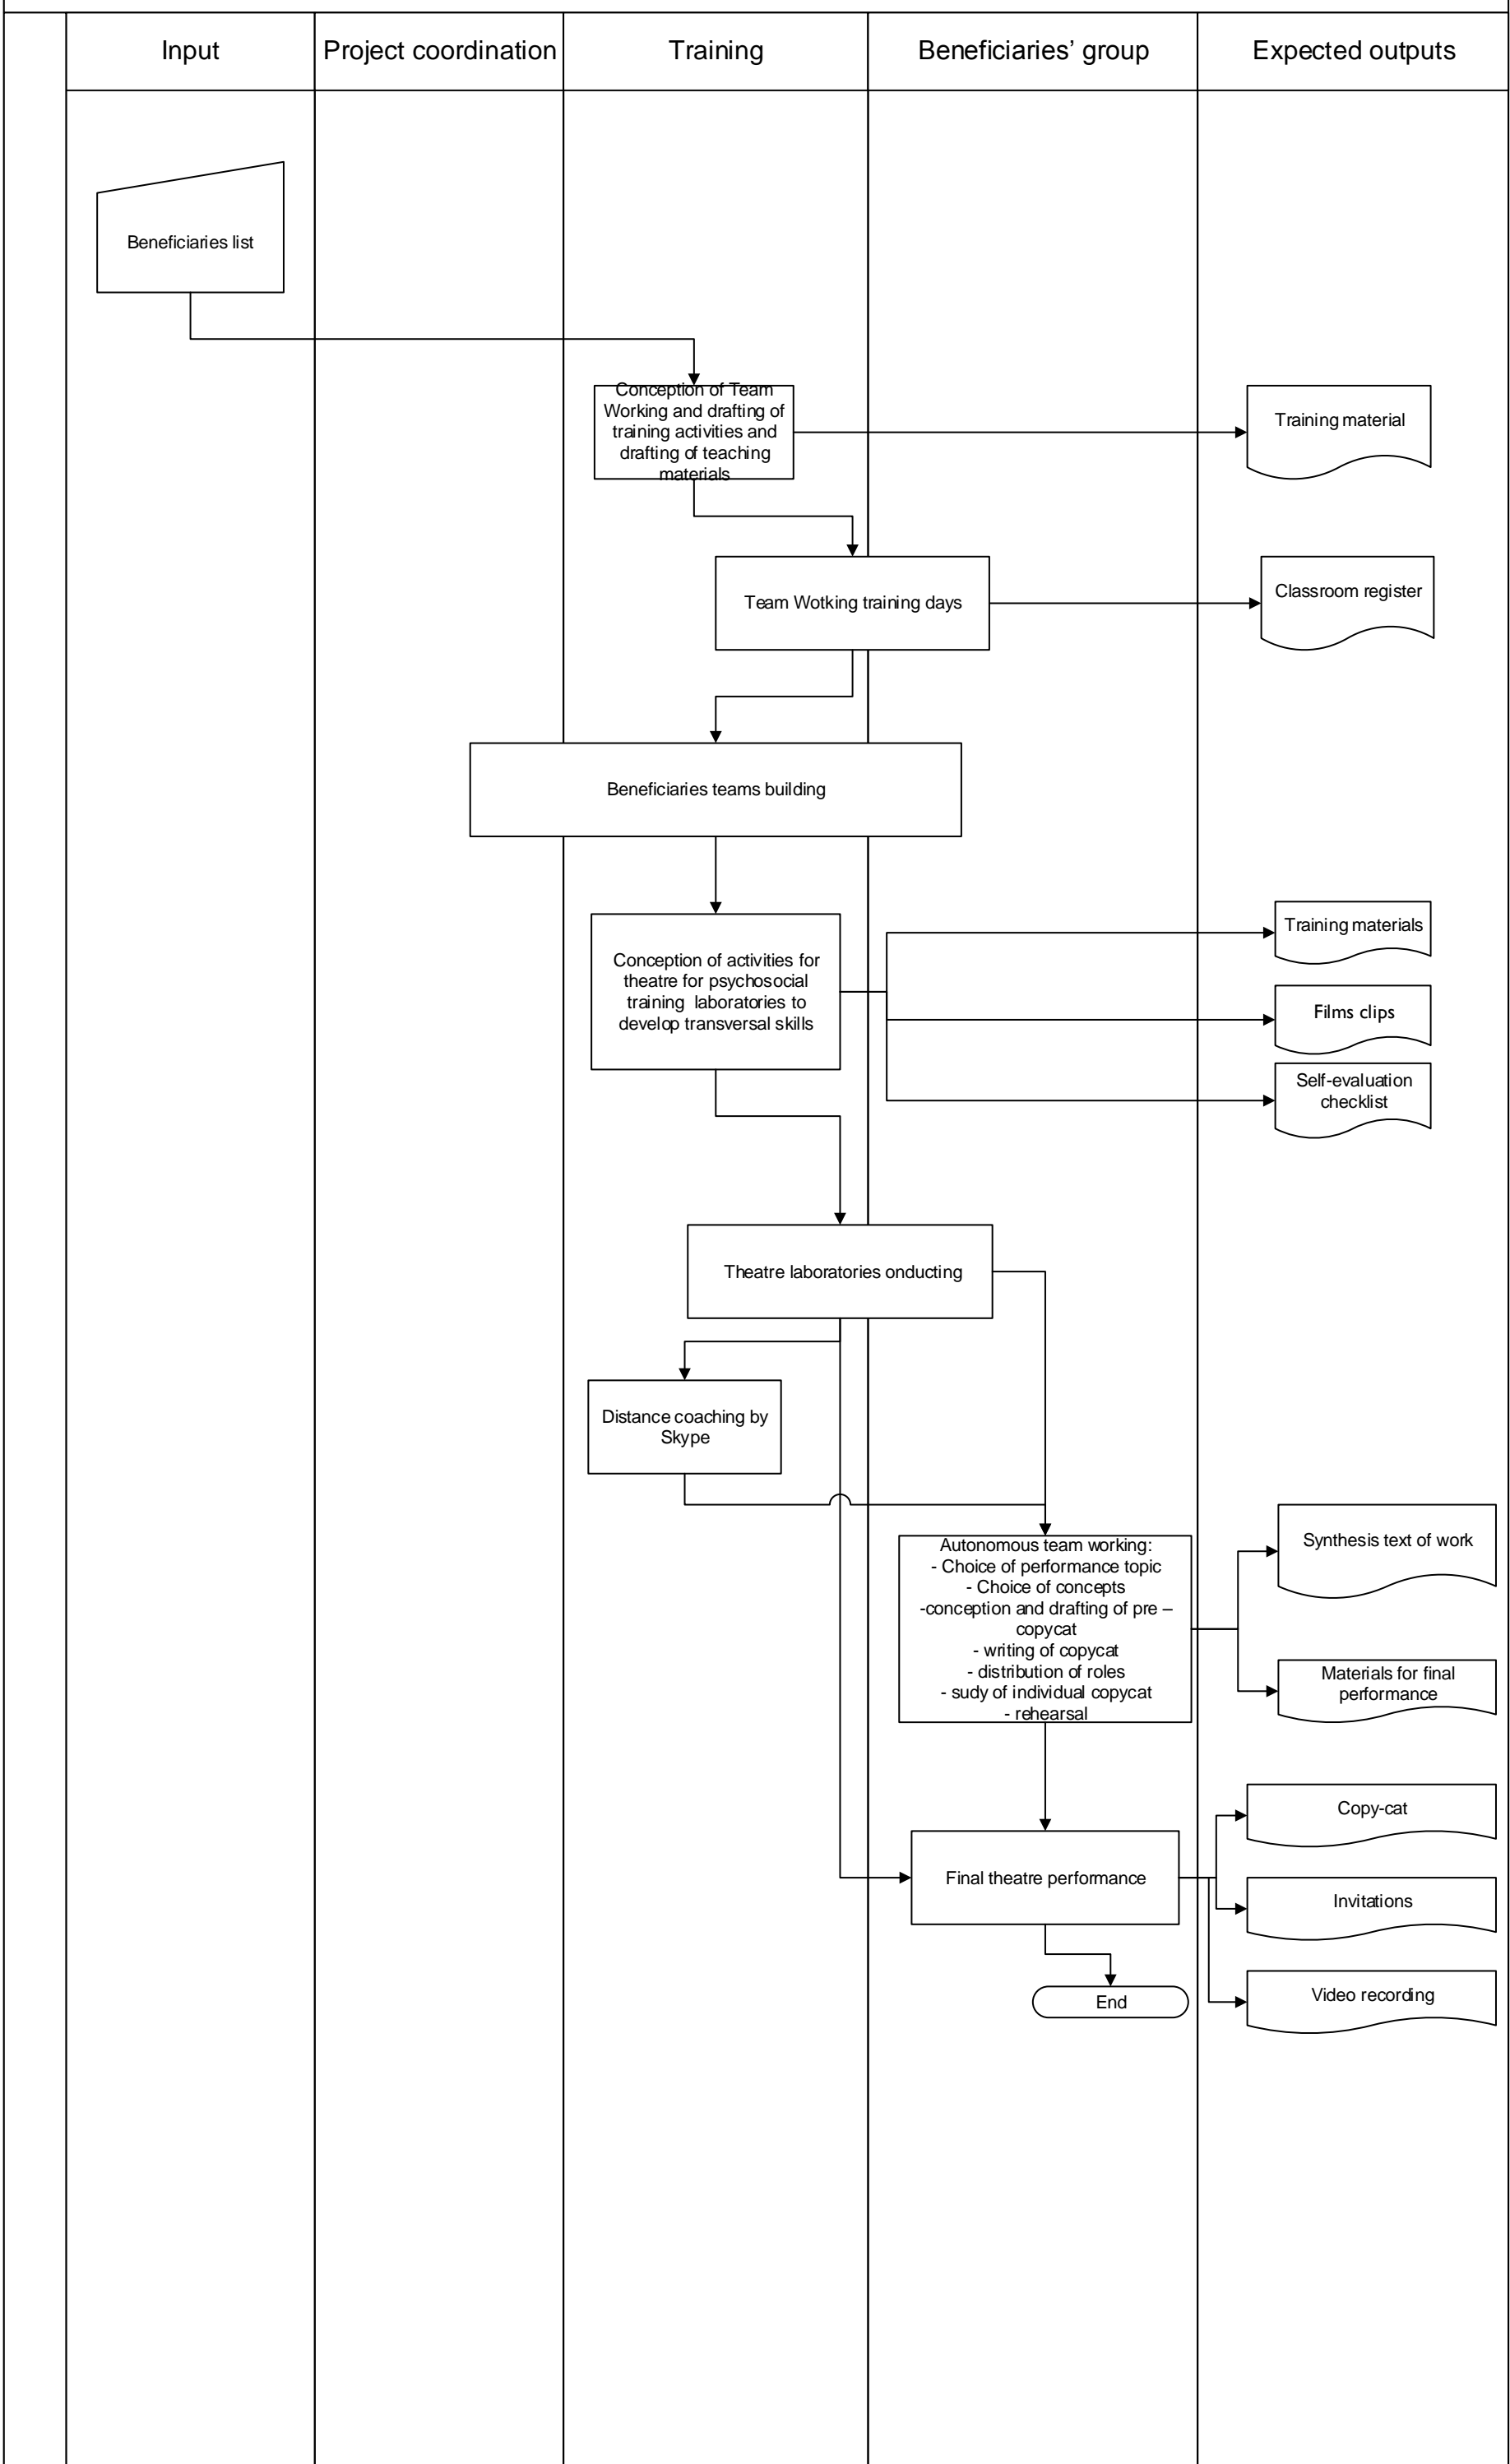 Input
Project coordination
Training
Beneficiaries’ group
Expected outputs
Beneficiaries list
Conception of Team
Working and drafting of
training activities and
drafting of teaching
materials
Training material
Team Wotking training days
Classroom register
Beneficiaries teams building
Conception of activities for
theatre for psychosocial
training laboratories to
develop transversal skills
Training materials
Films clips
Self-evaluation
checklist
Theatre laboratories onducting
Distance coaching by
Skype
Autonomous team working:
- Choice of performance topic
- Choice of concepts
-conception and drafting of pre –
copycat
- writing of copycat
- distribution of roles
- sudy of individual copycat
- rehearsal
Synthesis text of work
Materials for final
performance
Copy-cat
Final theatre performance
Invitations
Video recording
End